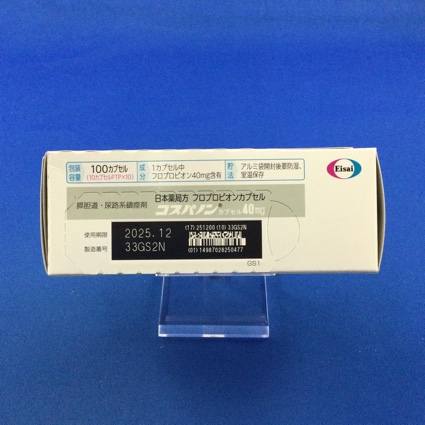 包装容量 100カプセル (10カプセルPTP×10) 成分 1カプセル中 フロプロピオン40mg含有 貯法 アルミ袋開封後要防湿、室温保存
Eisai
日本薬局方 フロプロピオンカプセル
膵胆道・尿路系鎮痙剤
コスパノン® カプセル40mg
使用期限 2025.12
製造番号 33GS2N
(17)251200(10)33GS2N
(01)14987028250477
GS1